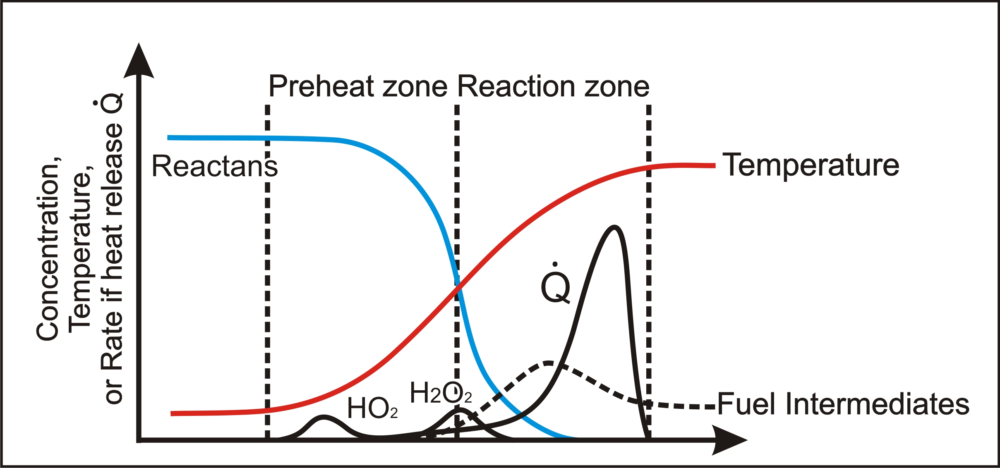 Concentration,
Temperature,
or Rate if heat release Q̇
Preheat zone
Reaction zone
Reactans
Temperature
Q̇
HO₂
H2O₂
Fuel Intermediates